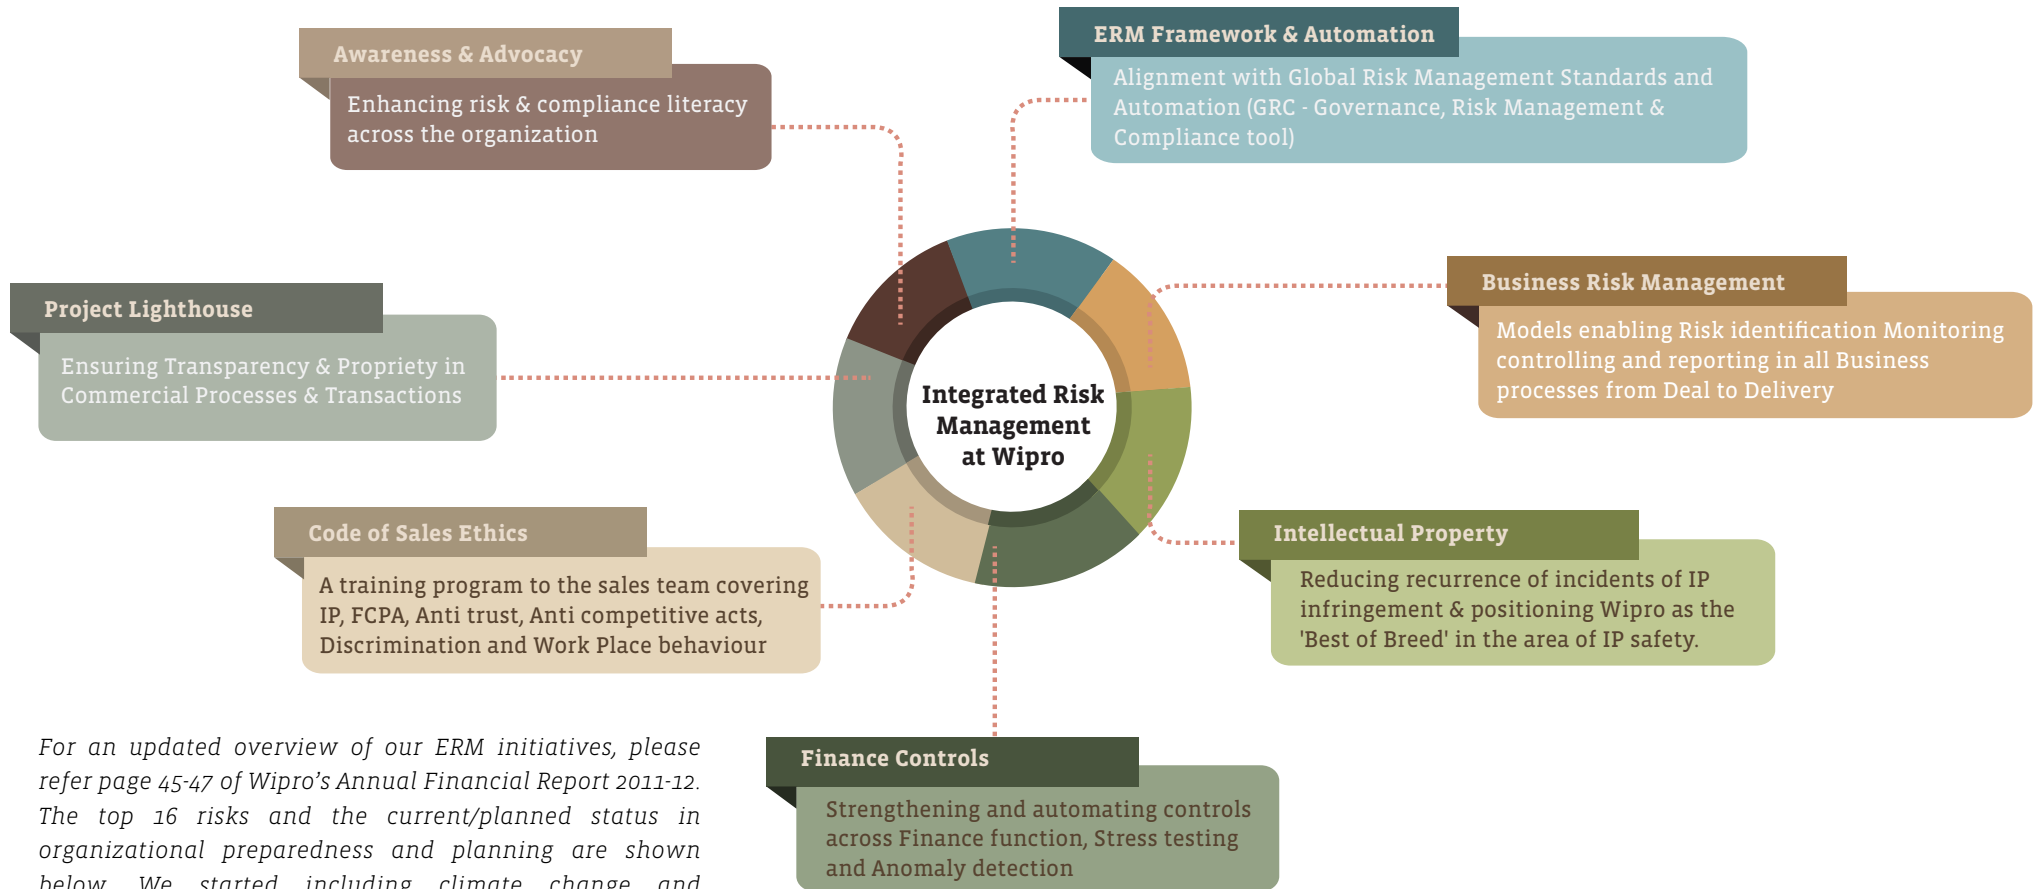 Awareness & Advocacy
Enhancing risk & compliance literacy
across the organization
ERM Framework & Automation
Alignment with Global Risk Management Standards and
Automation (GRC - Governance, Risk Management &
Compliance tool)
Project Lighthouse
Ensuring Transparency & Propriety in
Commercial Processes & Transactions
Business Risk Management
Models enabling Risk identification Monitoring
controlling and reporting in all Business
processes from Deal to Delivery
Integrated Risk
Management
at Wipro
Code of Sales Ethics
A training program to the sales team covering
IP, FCPA, Anti trust, Anti competitive acts,
Discrimination and Work Place behaviour
Intellectual Property
Reducing recurrence of incidents of IP
infringement & positioning Wipro as the
'Best of Breed' in the area of IP safety.
Finance Controls
Strengthening and automating controls
across Finance function, Stress testing
and Anomaly detection
For an updated overview of our ERM initiatives, please
refer page 45-47 of Wipro’s Annual Financial Report 2011-12.
The top 16 risks and the current/planned status in
organizational preparedness and planning are shown
below. We started including climate change and